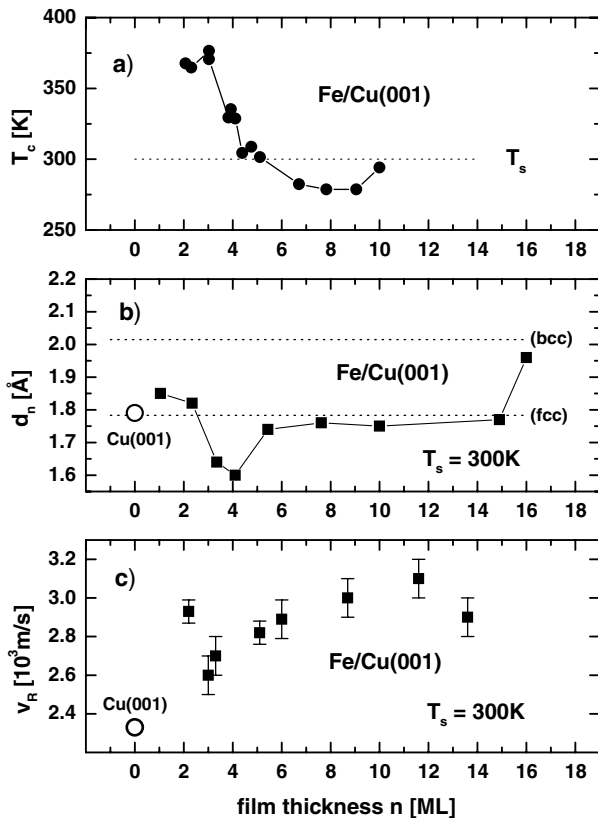 400
375
350
325
300
275
250
T_c [K]
a)
Fe/Cu(001)
T_s
0 2 4 6 8 10 12 14 16 18
2.2
2.1
2.0
1.9
1.8
1.7
1.6
d_n [Å]
b)
(bcc)
Fe/Cu(001)
(fcc)
Cu(001)
T_s = 300K
0 2 4 6 8 10 12 14 16 18
3.2
3.0
2.8
2.6
2.4
v_R [10³m/s]
c)
Fe/Cu(001)
Cu(001)
T_s = 300K
0 2 4 6 8 10 12 14 16 18
film thickness n [ML]